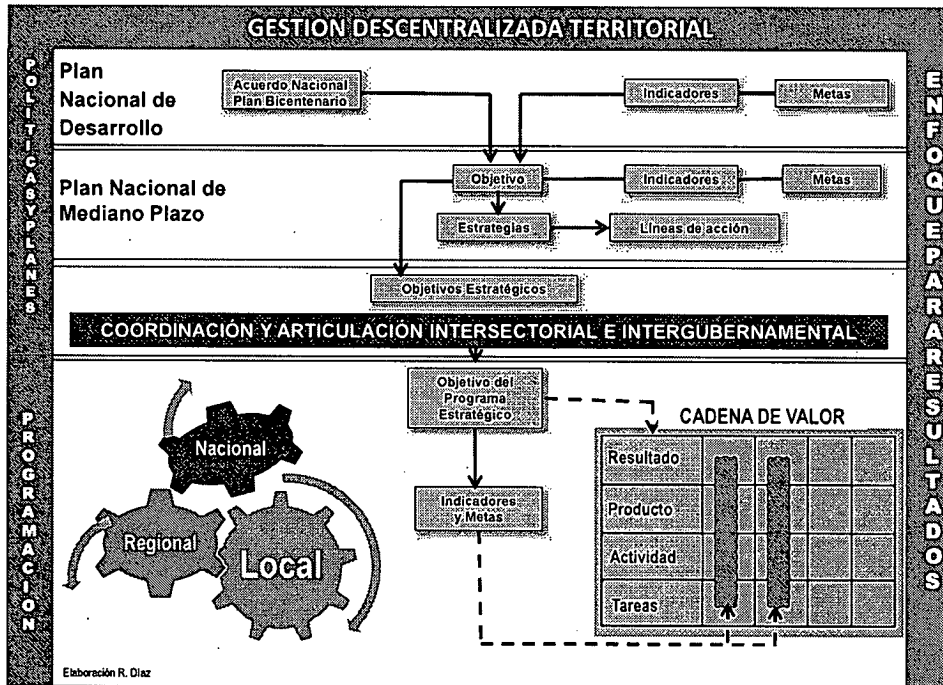 GESTION DESCENTRALIZADA TERRITORIAL
POLITICAS Y PLANES
PROGRAMACION
ENFOQUE PARA RESULTADOS
Plan
Nacional de
Desarrollo
Acuerdo Nacional
Plan Bicentenario
Indicadores
Metas
Plan Nacional de
Mediano Plazo
Objetivo
Indicadores
Metas
Estrategias
Líneas de acción
Objetivos Estratégicos
COORDINACIÓN Y ARTICULACIÓN INTERSECTORIAL E INTERGUBERNAMENTAL
Objetivo del
Programa
Estratégico
Indicadores
y Metas
Nacional
Regional
Local
CADENA DE VALOR
Resultado
Producto
Actividad
Tareas
Elaboración R. Díaz